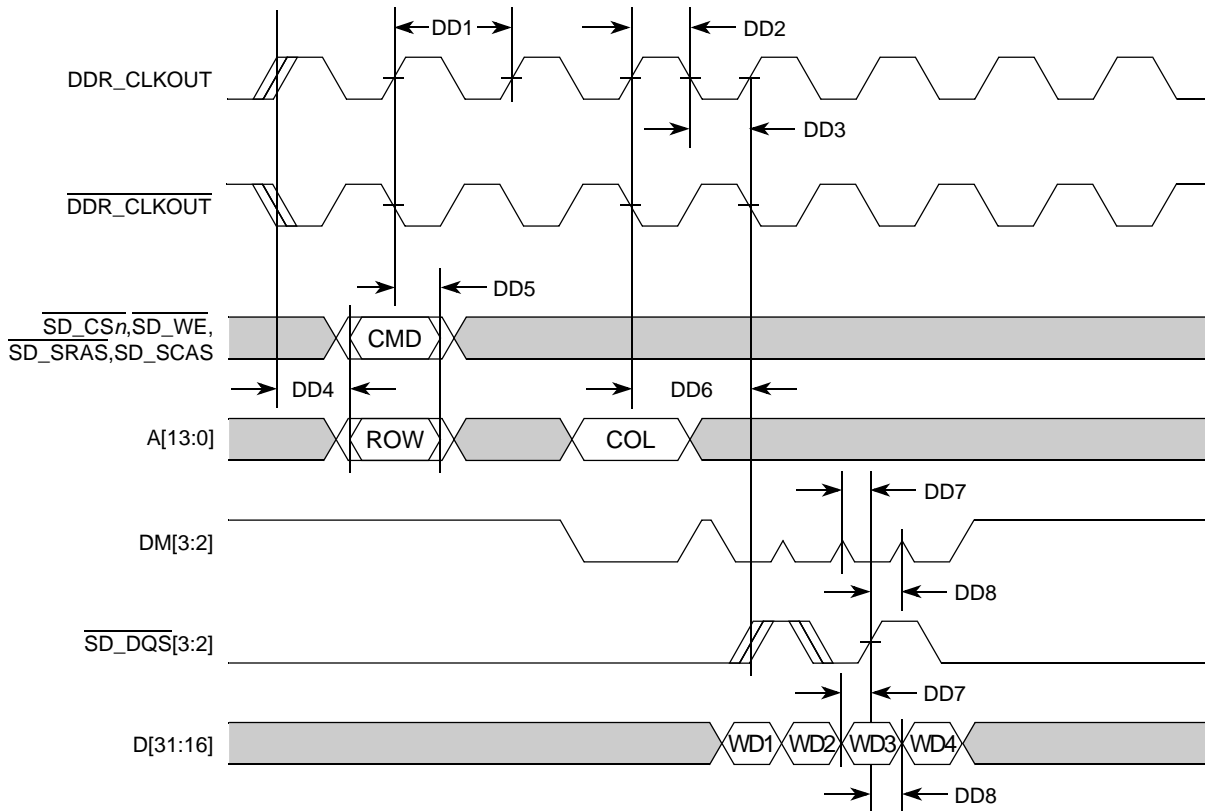 DD1
DD2
DDR_CLKOUT
DD3
DDR_CLKOUT
DD5
SD_CSn,SD_WE,
SD_SRAS,SD_SCAS
CMD
DD4
DD6
A[13:0]
ROW
COL
DD7
DM[3:2]
DD8
SD_DQS[3:2]
DD7
D[31:16]
WD1
WD2
WD3
WD4
DD8